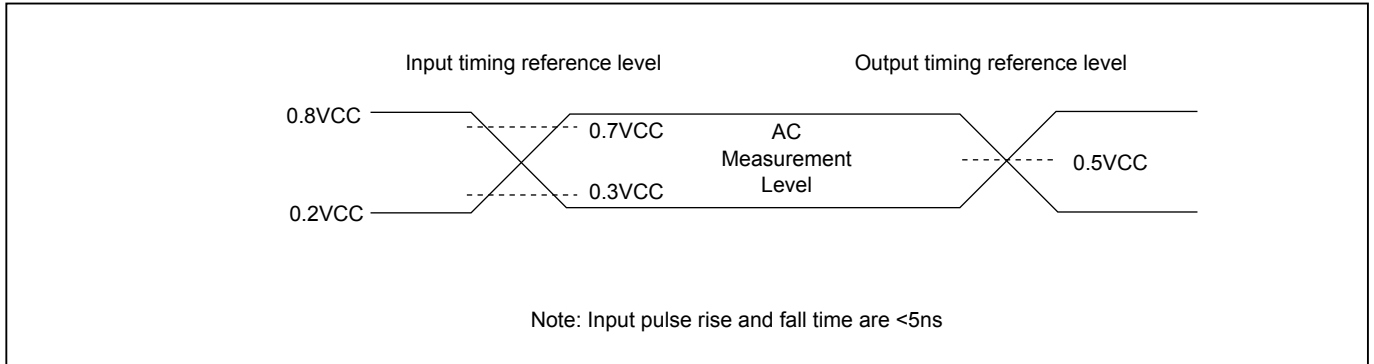 Input timing reference level
Output timing reference level
0.8VCC
0.7VCC
AC
Measurement
Level
0.5VCC
0.3VCC
0.2VCC
Note: Input pulse rise and fall time are <5ns